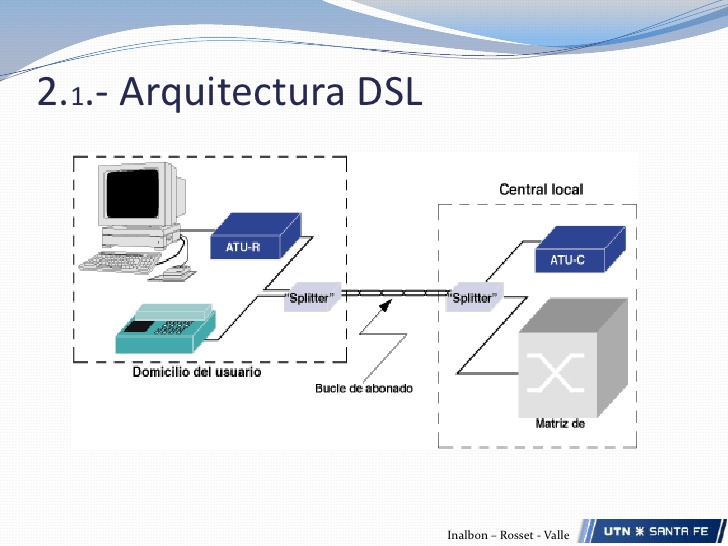 2.1.- Arquitectura DSL
Central local
ATU-R
ATU-C
"Splitter"
"Splitter"
Domicilio del usuario
Bucle de abonado
Matriz de
Inalbon – Rosset - Valle
UTN SANTA FE